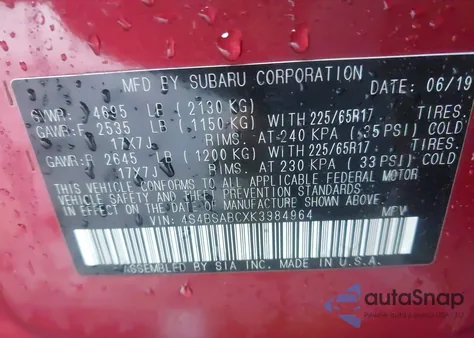 MFD BY SUBARU CORPORATION DATE: 06/19
GVWR: 4695 LB (2130 KG)
GAWR:F 2535 LB (1150 KG) WITH 225/65R17 TIRES.
17X7J RIMS. AT 240 KPA (35 PSI) COLD
GAWR:R 2645 LB (1200 KG) WITH 225/65R17 TIRES.
17X7J RIMS. AT 230 KPA (33 PSI) COLD
THIS VEHICLE CONFORMS TO ALL APPLICABLE FEDERAL MOTOR
VEHICLE SAFETY, BUMPER, AND THEFT PREVENTION
STANDARDS IN EFFECT ON THE DATE OF MANUFACTURE SHOWN ABOVE.
VIN: 4S4BSABCXK3384964 MPV
ASSEMBLED BY SIA INC. MADE IN U.S.A.
autoSnap